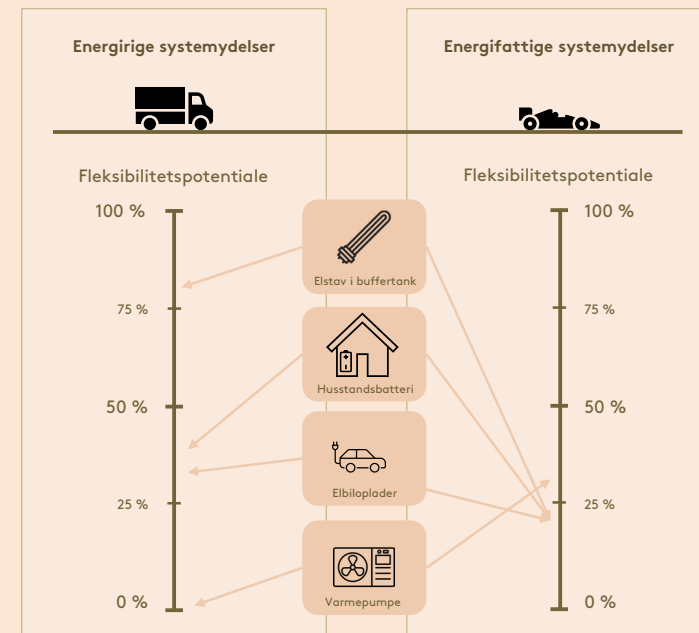 Energirige systemydelser
Energifattige systemydelser
Fleksibilitetspotentiale
Fleksibilitetspotentiale
100 %
75 %
50 %
25 %
0 %
Elstav i buffertank
Husstandsbatteri
Elbiloplader
Varmepumpe
100 %
75 %
50 %
25 %
0 %